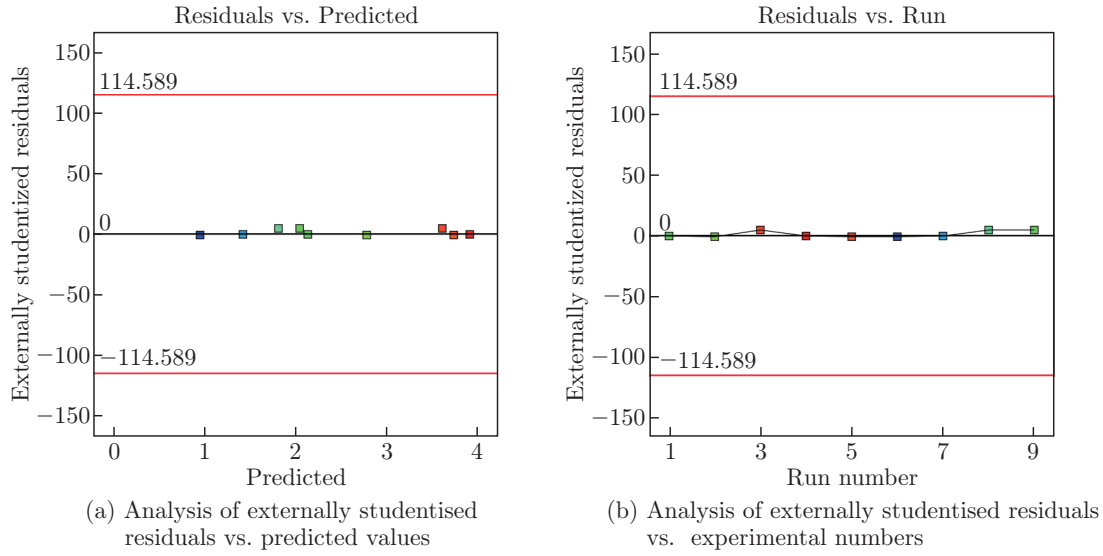 Residuals vs. Predicted
Externally studentized residuals
150
100
50
0
−50
−100
−150
114.589
0
−114.589
0 1 2 3 4
Predicted
(a) Analysis of externally studentised
residuals vs. predicted values
Residuals vs. Run
Externally studentized residuals
150
100
50
0
−50
−100
−150
114.589
0
−114.589
1 3 5 7 9
Run number
(b) Analysis of externally studentised residuals
vs. experimental numbers